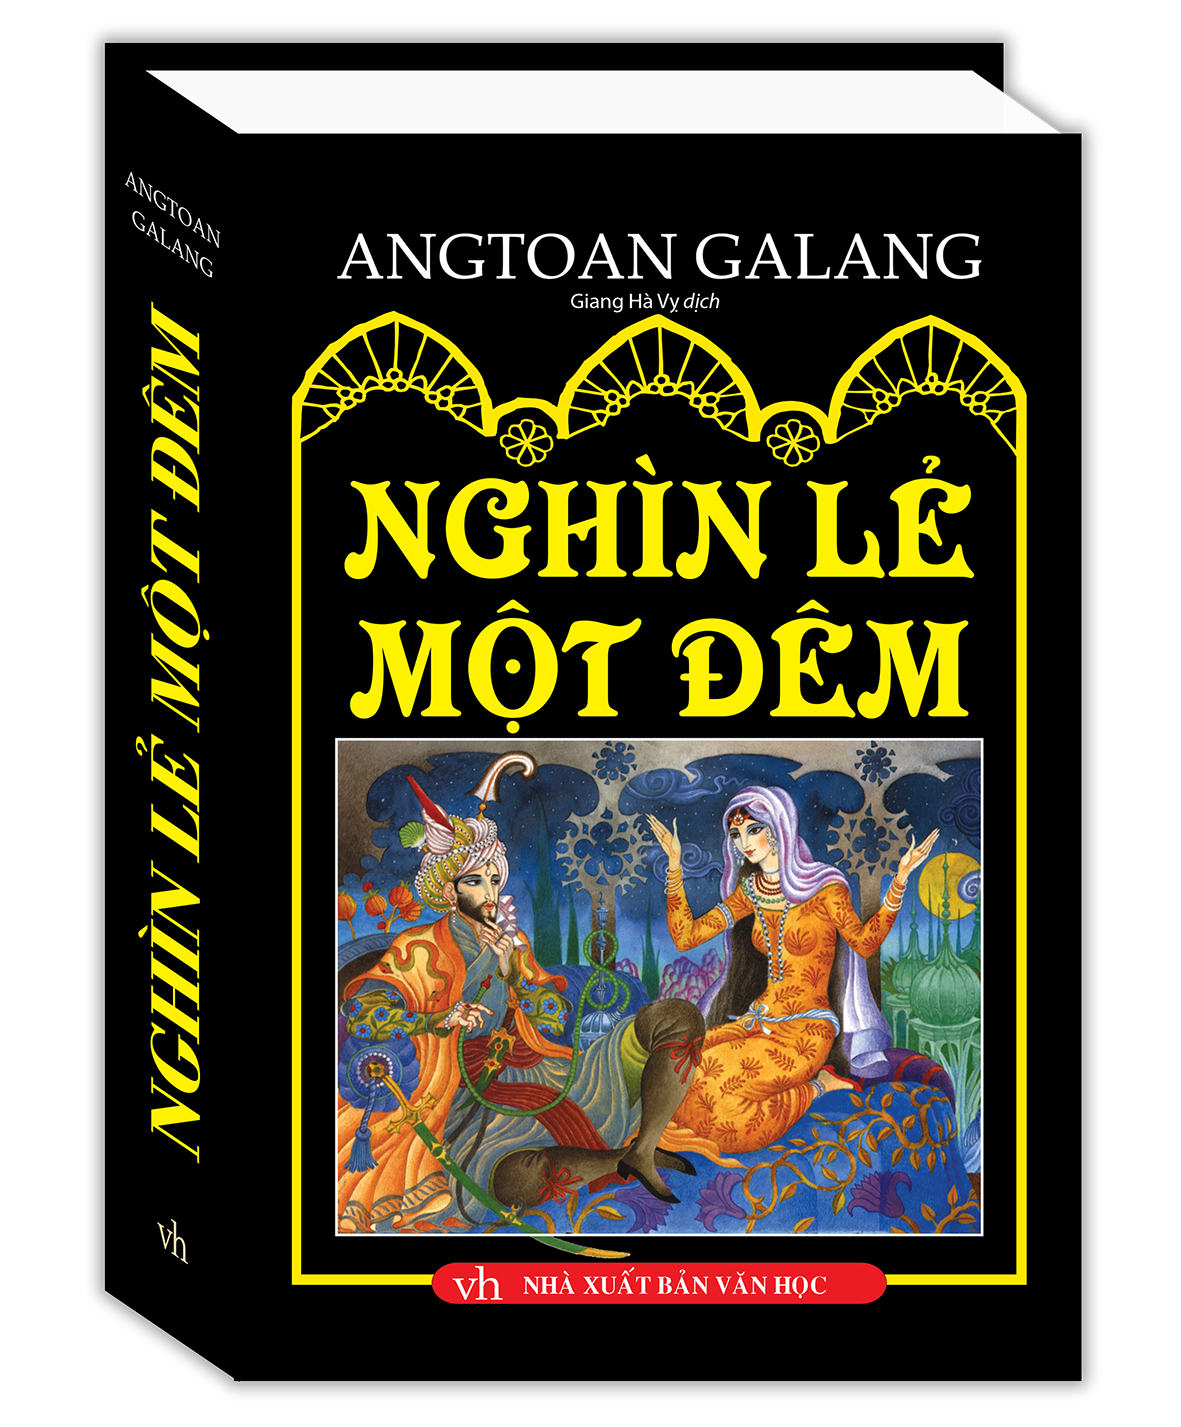 ANGTOAN
GALANG
NGHÌN LẺ MỘT ĐÊM
vh
ANGTOAN GALANG
Giang Hà Vỵ dịch
NGHÌN LẺ
MỘT ĐÊM
vh NHÀ XUẤT BẢN VĂN HỌC